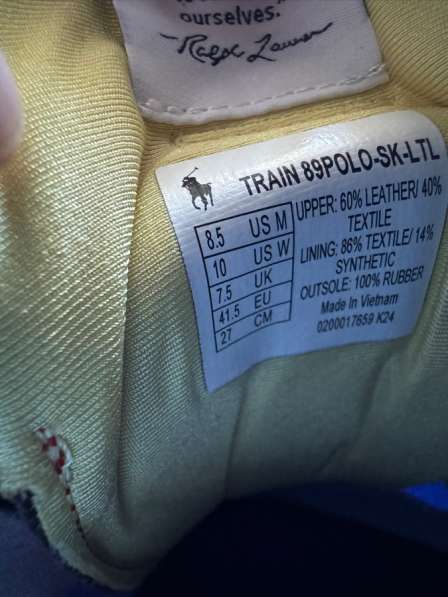 ourselves.
Ralph Lauren
TRAIN 89POLO-SK-LTL
8.5 US M
10 US W
7.5 UK
41.5 EU
27 CM
UPPER: 60% LEATHER/ 40%
TEXTILE
LINING: 86% TEXTILE/ 14%
SYNTHETIC
OUTSOLE: 100% RUBBER
Made in Vietnam
0200017659 K24